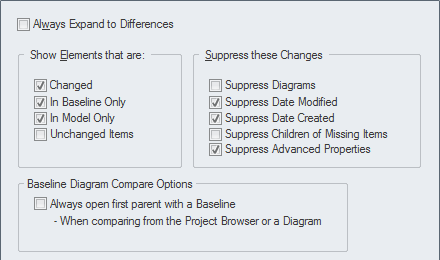 Always Expand to Differences
Show Elements that are:
Changed
In Baseline Only
In Model Only
Unchanged Items
Suppress these Changes
Suppress Diagrams
Suppress Date Modified
Suppress Date Created
Suppress Children of Missing Items
Suppress Advanced Properties
Baseline Diagram Compare Options
Always open first parent with a Baseline
- When comparing from the Project Browser or a Diagram